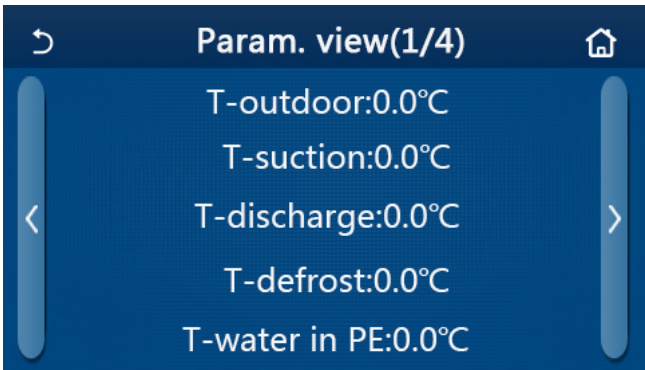 Param. view(1/4)
T-outdoor:0.0℃
T-suction:0.0℃
T-discharge:0.0℃
T-defrost:0.0℃
T-water in PE:0.0℃